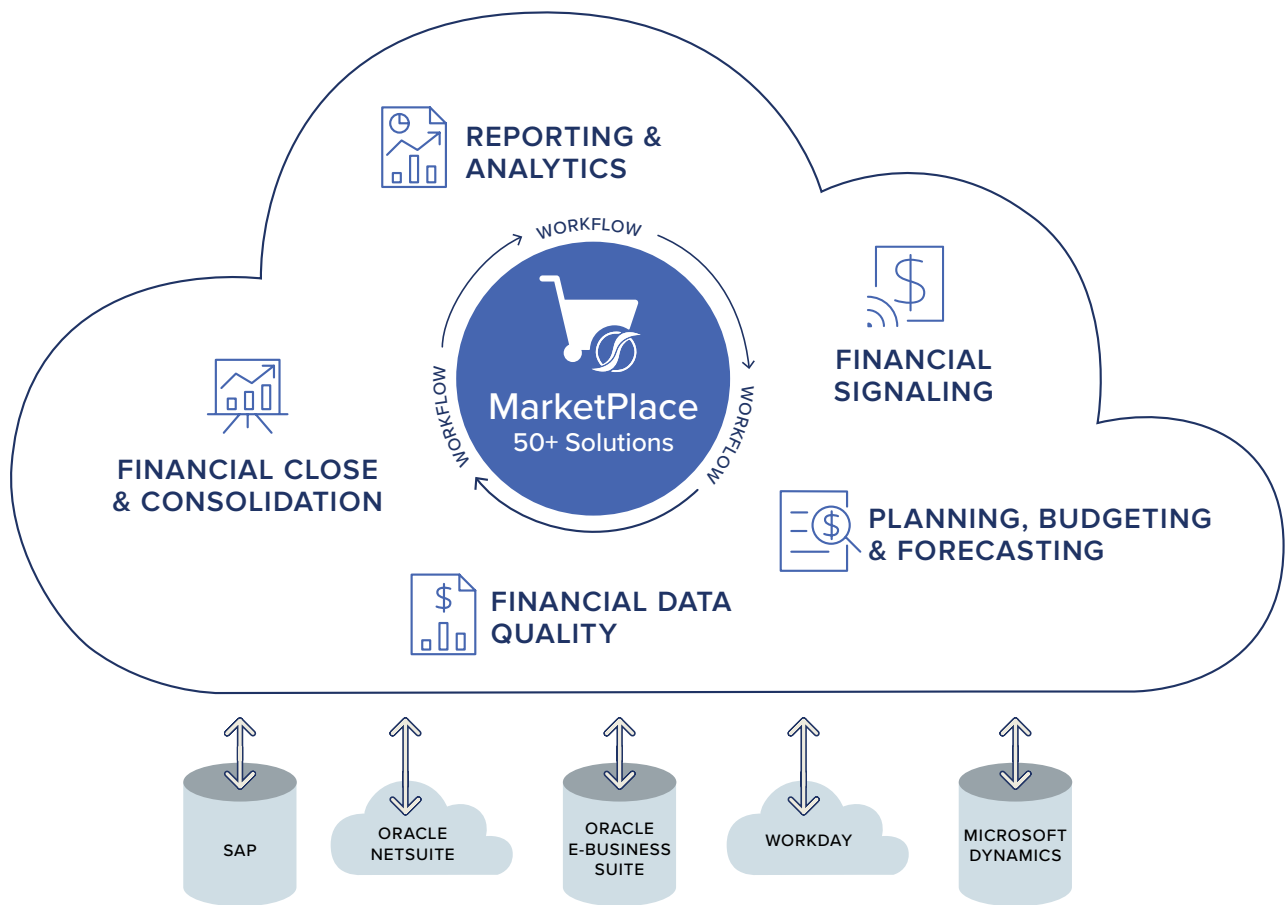 REPORTING &
ANALYTICS
WORKFLOW
FINANCIAL
SIGNALING
MarketPlace
50+ Solutions
WORKFLOW
WORKFLOW
FINANCIAL CLOSE
& CONSOLIDATION
PLANNING, BUDGETING
& FORECASTING
FINANCIAL DATA
QUALITY
SAP
ORACLE
NETSUITE
ORACLE
E-BUSINESS
SUITE
WORKDAY
MICROSOFT
DYNAMICS